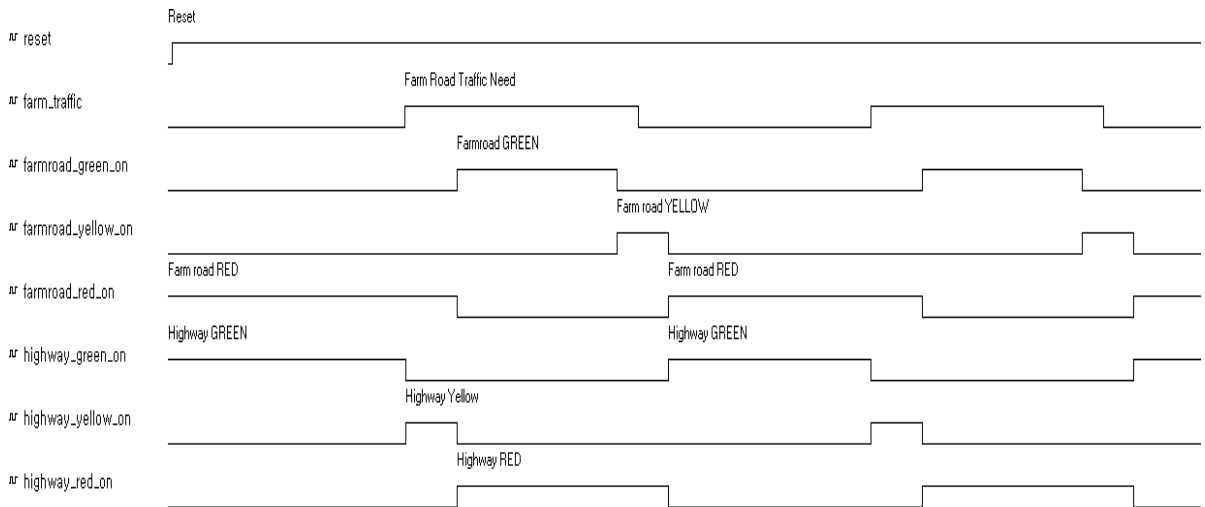 Reset
reset
Farm Road Traffic Need
farm_traffic
Farmroad GREEN
farmroad_green_on
Farm road YELLOW
farmroad_yellow_on
Farm road RED Farm road RED
farmroad_red_on
Highway GREEN Highway GREEN
highway_green_on
Highway Yellow
highway_yellow_on
Highway RED
highway_red_on